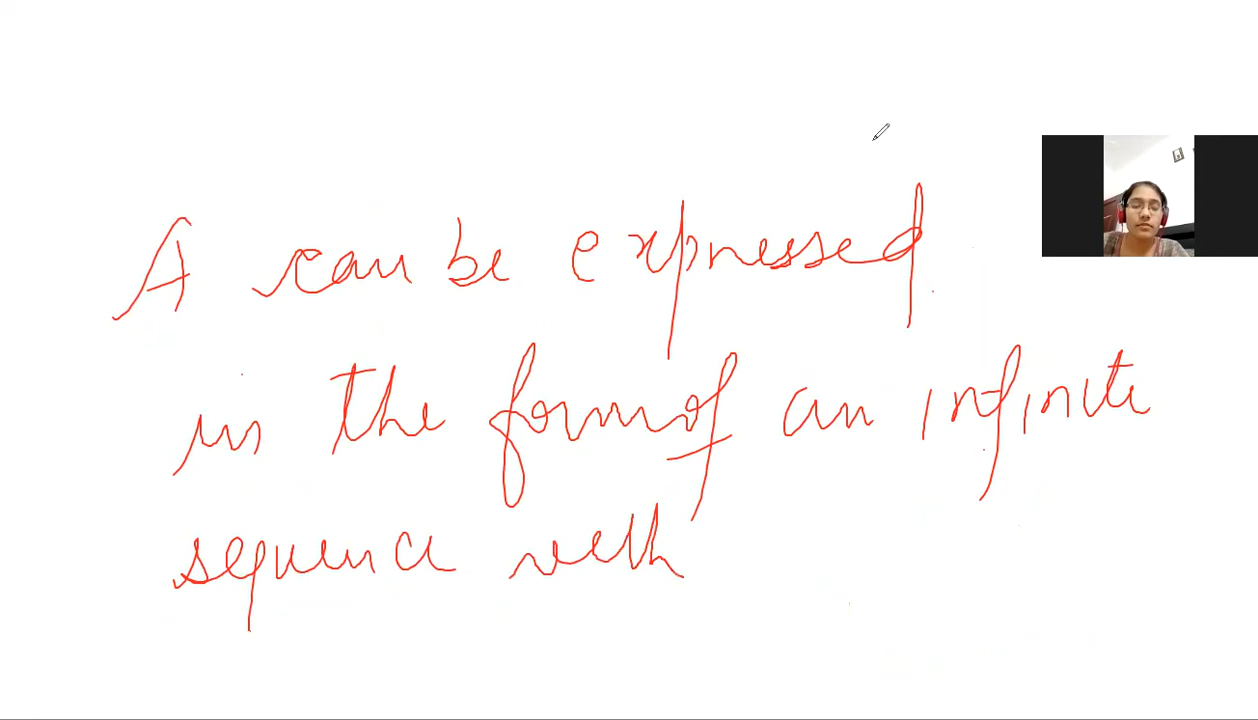 A can be expressed
in the form of an infinite
sequence with